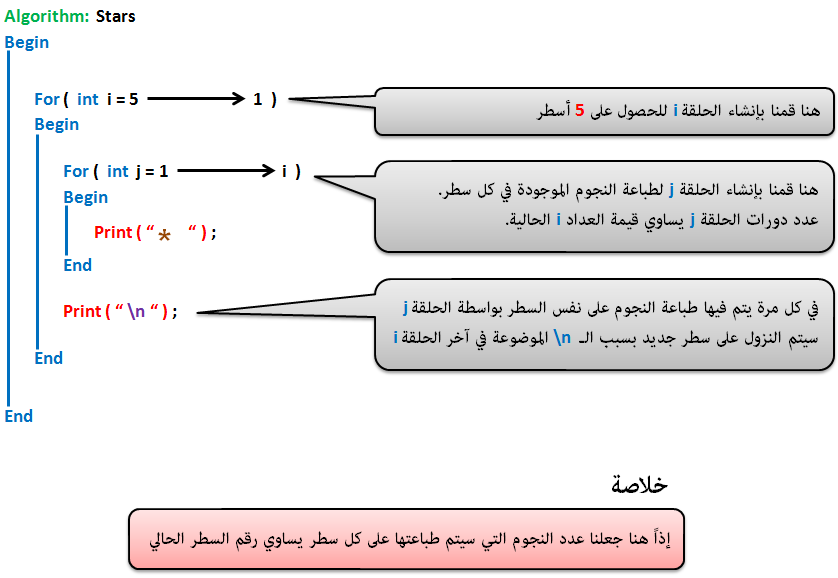 Algorithm: Stars
Begin
For ( int i = 5 1 )
هنا قمنا بإنشاء الحلقة i للحصول على 5 أسطر
Begin
For ( int j = 1 i )
هنا قمنا بإنشاء الحلقة j لطباعة النجوم الموجودة في كل سطر.
عدد دورات الحلقة j يساوي قيمة العداد i الحالية.
Begin
Print ( “ * “ ) ;
End
Print ( “ \n “ ) ;
في كل مرة يتم فيها طباعة النجوم على نفس السطر بواسطة الحلقة j
سيتم النزول على سطر جديد بسبب الـ \n الموضوعة في آخر الحلقة i
End
End
خلاصة
إذاً هنا جعلنا عدد النجوم التي سيتم طباعتها على كل سطر يساوي رقم السطر الحالي